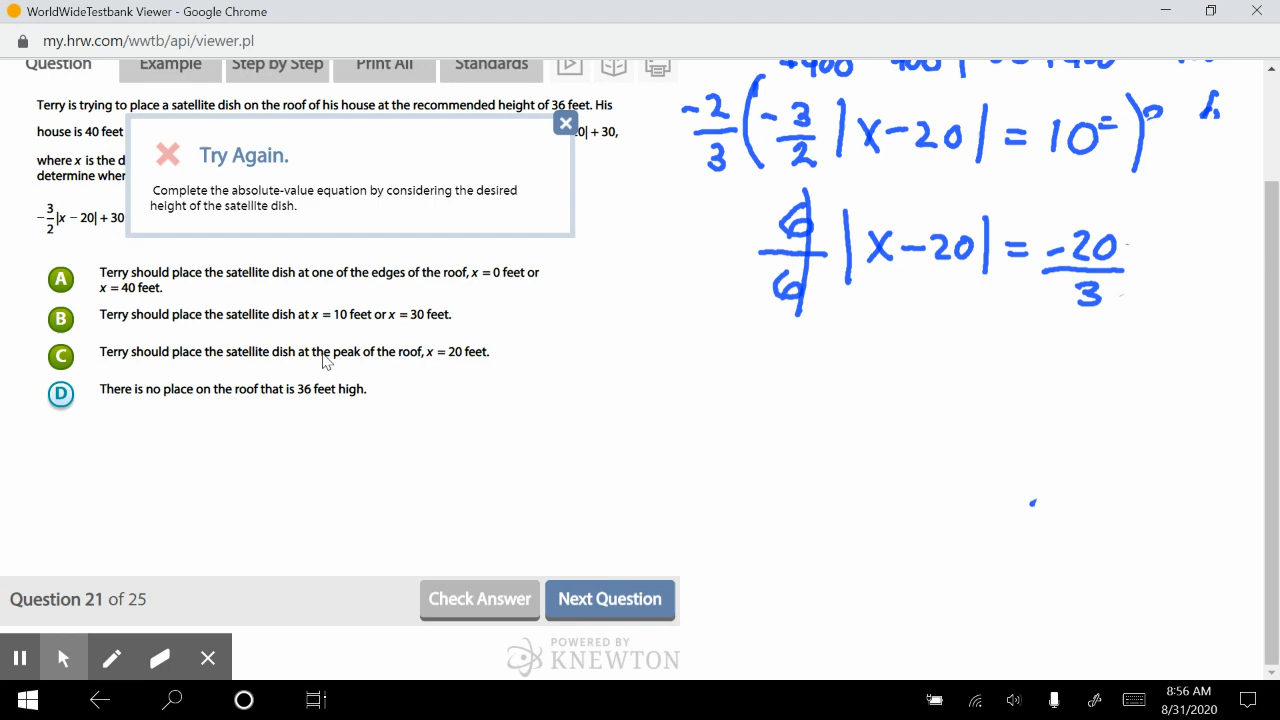 WorldWideTestbank Viewer - Google Chrome
my.hrw.com/wwtb/api/viewer.pl
Question Example Step by Step Print All Standards
Terry is trying to place a satellite dish on the roof of his house at the recommended height of 36 feet. His
house is 40 feet 0| + 30,
where x is the d
determine wher
Try Again.
Complete the absolute-value equation by considering the desired
height of the satellite dish.
-3/2|x - 20| + 30
A Terry should place the satellite dish at one of the edges of the roof, x = 0 feet or
x = 40 feet.
B Terry should place the satellite dish at x = 10 feet or x = 30 feet.
C Terry should place the satellite dish at the peak of the roof, x = 20 feet.
D There is no place on the roof that is 36 feet high.
-2/3 (-3/2 |x-20| = 10
6/6 |x-20| = -20/3
Question 21 of 25
Check Answer Next Question
POWERED BY
KNEWTON
8:56 AM
8/31/2020